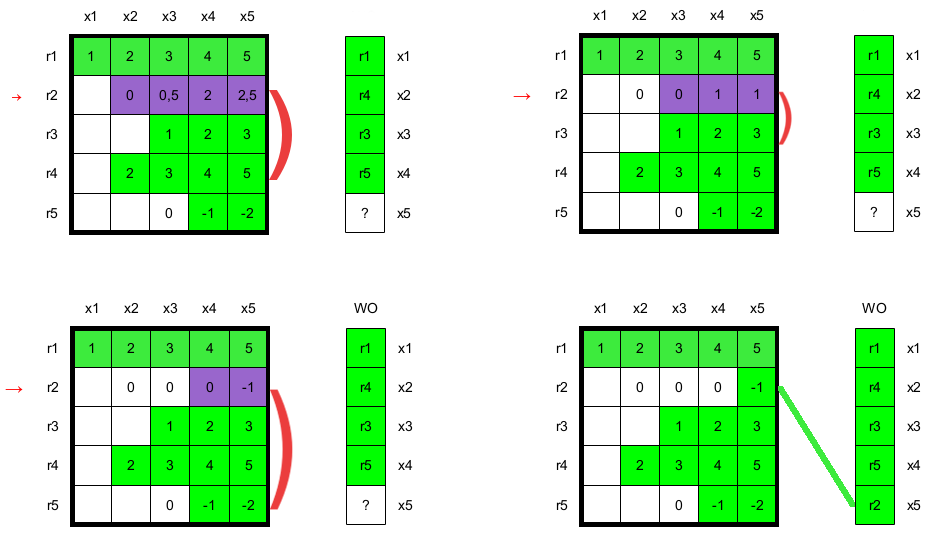 x1 x2 x3 x4 x5
r1 1 2 3 4 5 r1 x1
→ r2 0 0,5 2 2,5 r4 x2
r3 1 2 3 r3 x3
r4 2 3 4 5 r5 x4
r5 0 -1 -2 ? x5
x1 x2 x3 x4 x5
r1 1 2 3 4 5 r1 x1
→ r2 0 0 1 1 r4 x2
r3 1 2 3 r3 x3
r4 2 3 4 5 r5 x4
r5 0 -1 -2 ? x5
x1 x2 x3 x4 x5 WO
r1 1 2 3 4 5 r1 x1
→ r2 0 0 0 -1 r4 x2
r3 1 2 3 r3 x3
r4 2 3 4 5 r5 x4
r5 0 -1 -2 ? x5
x1 x2 x3 x4 x5 WO
r1 1 2 3 4 5 r1 x1
r2 0 0 0 -1 r4 x2
r3 1 2 3 r3 x3
r4 2 3 4 5 r5 x4
r5 0 -1 -2 r2 x5